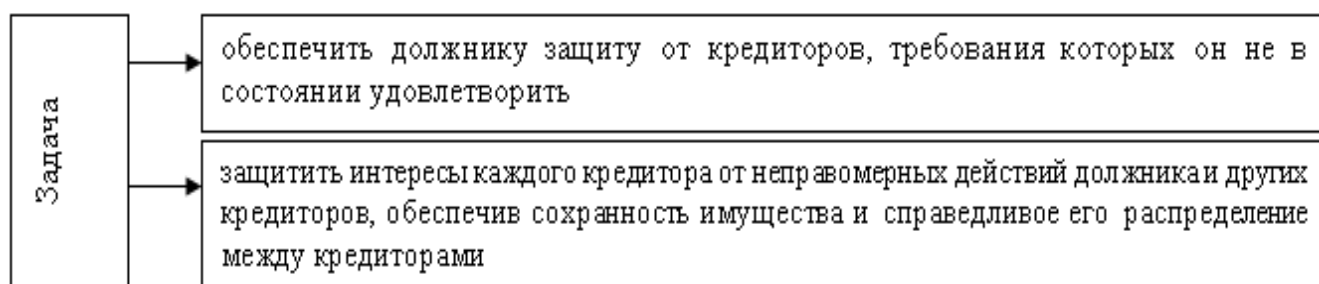 Задача
обеспечить должнику защиту от кредиторов, требования которых он не в
состоянии удовлетворить
защитить интересы каждого кредитора от неправомерных действий должника и других
кредиторов, обеспечив сохранность имущества и справедливое его распределение
между кредиторами